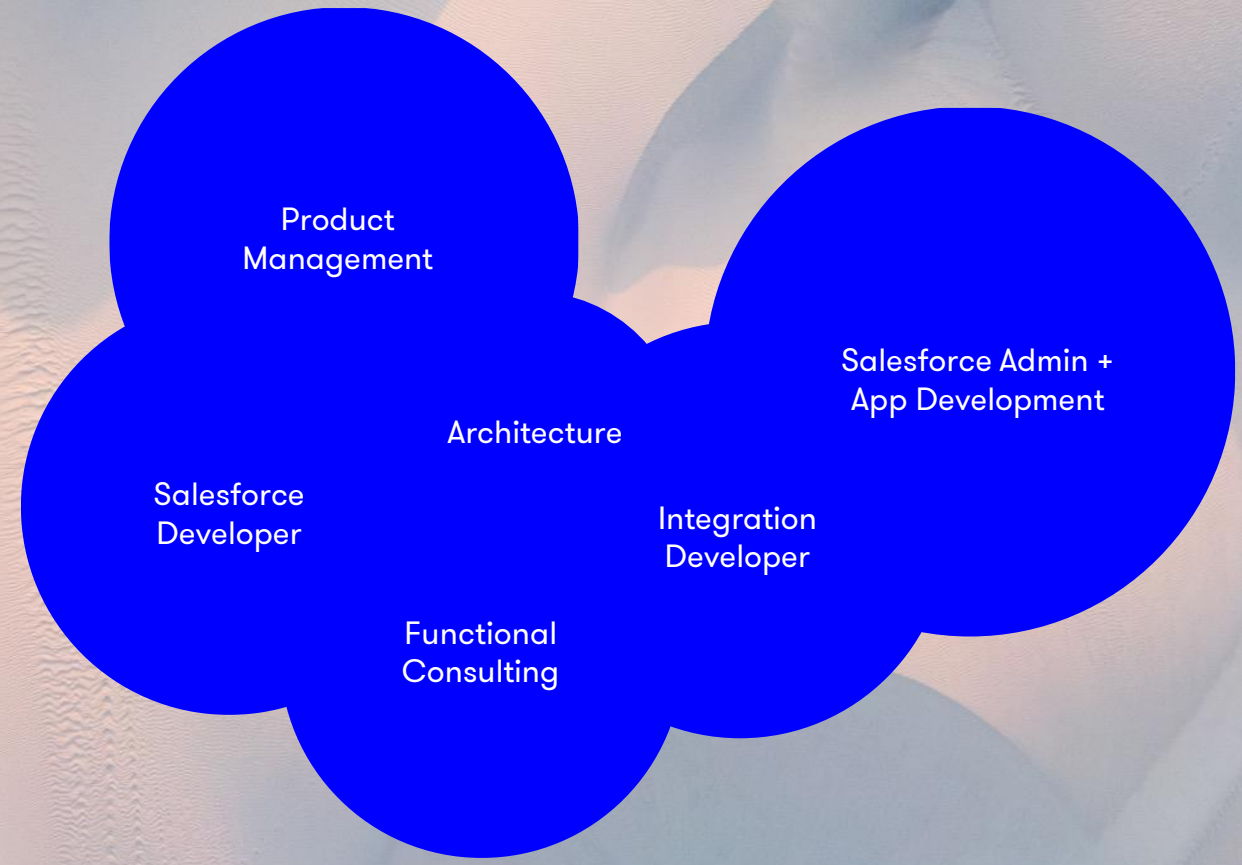 Product
Management
Salesforce Admin +
App Development
Architecture
Salesforce
Developer
Integration
Developer
Functional
Consulting